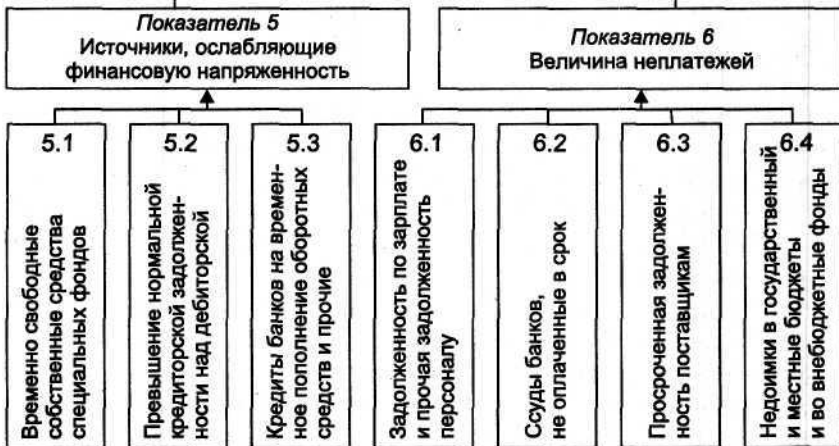 Показатель 5
Источники, ослабляющие
финансовую напряженность
Показатель 6
Величина неплатежей
5.1
Временно свободные
собственные средства
специальных фондов
5.2
Превышение нормальной
кредиторской задолжен-
ности над дебиторской
5.3
Кредиты банков на времен-
ное пополнение оборотных
средств и прочие
6.1
Задолженность по зарплате
и прочая задолженность
персоналу
6.2
Ссуды банков,
не оплаченные в срок
6.3
Просроченная задолжен-
ность поставщикам
6.4
Недоимки в государственный
и местные бюджеты
и во внебюджетные фонды